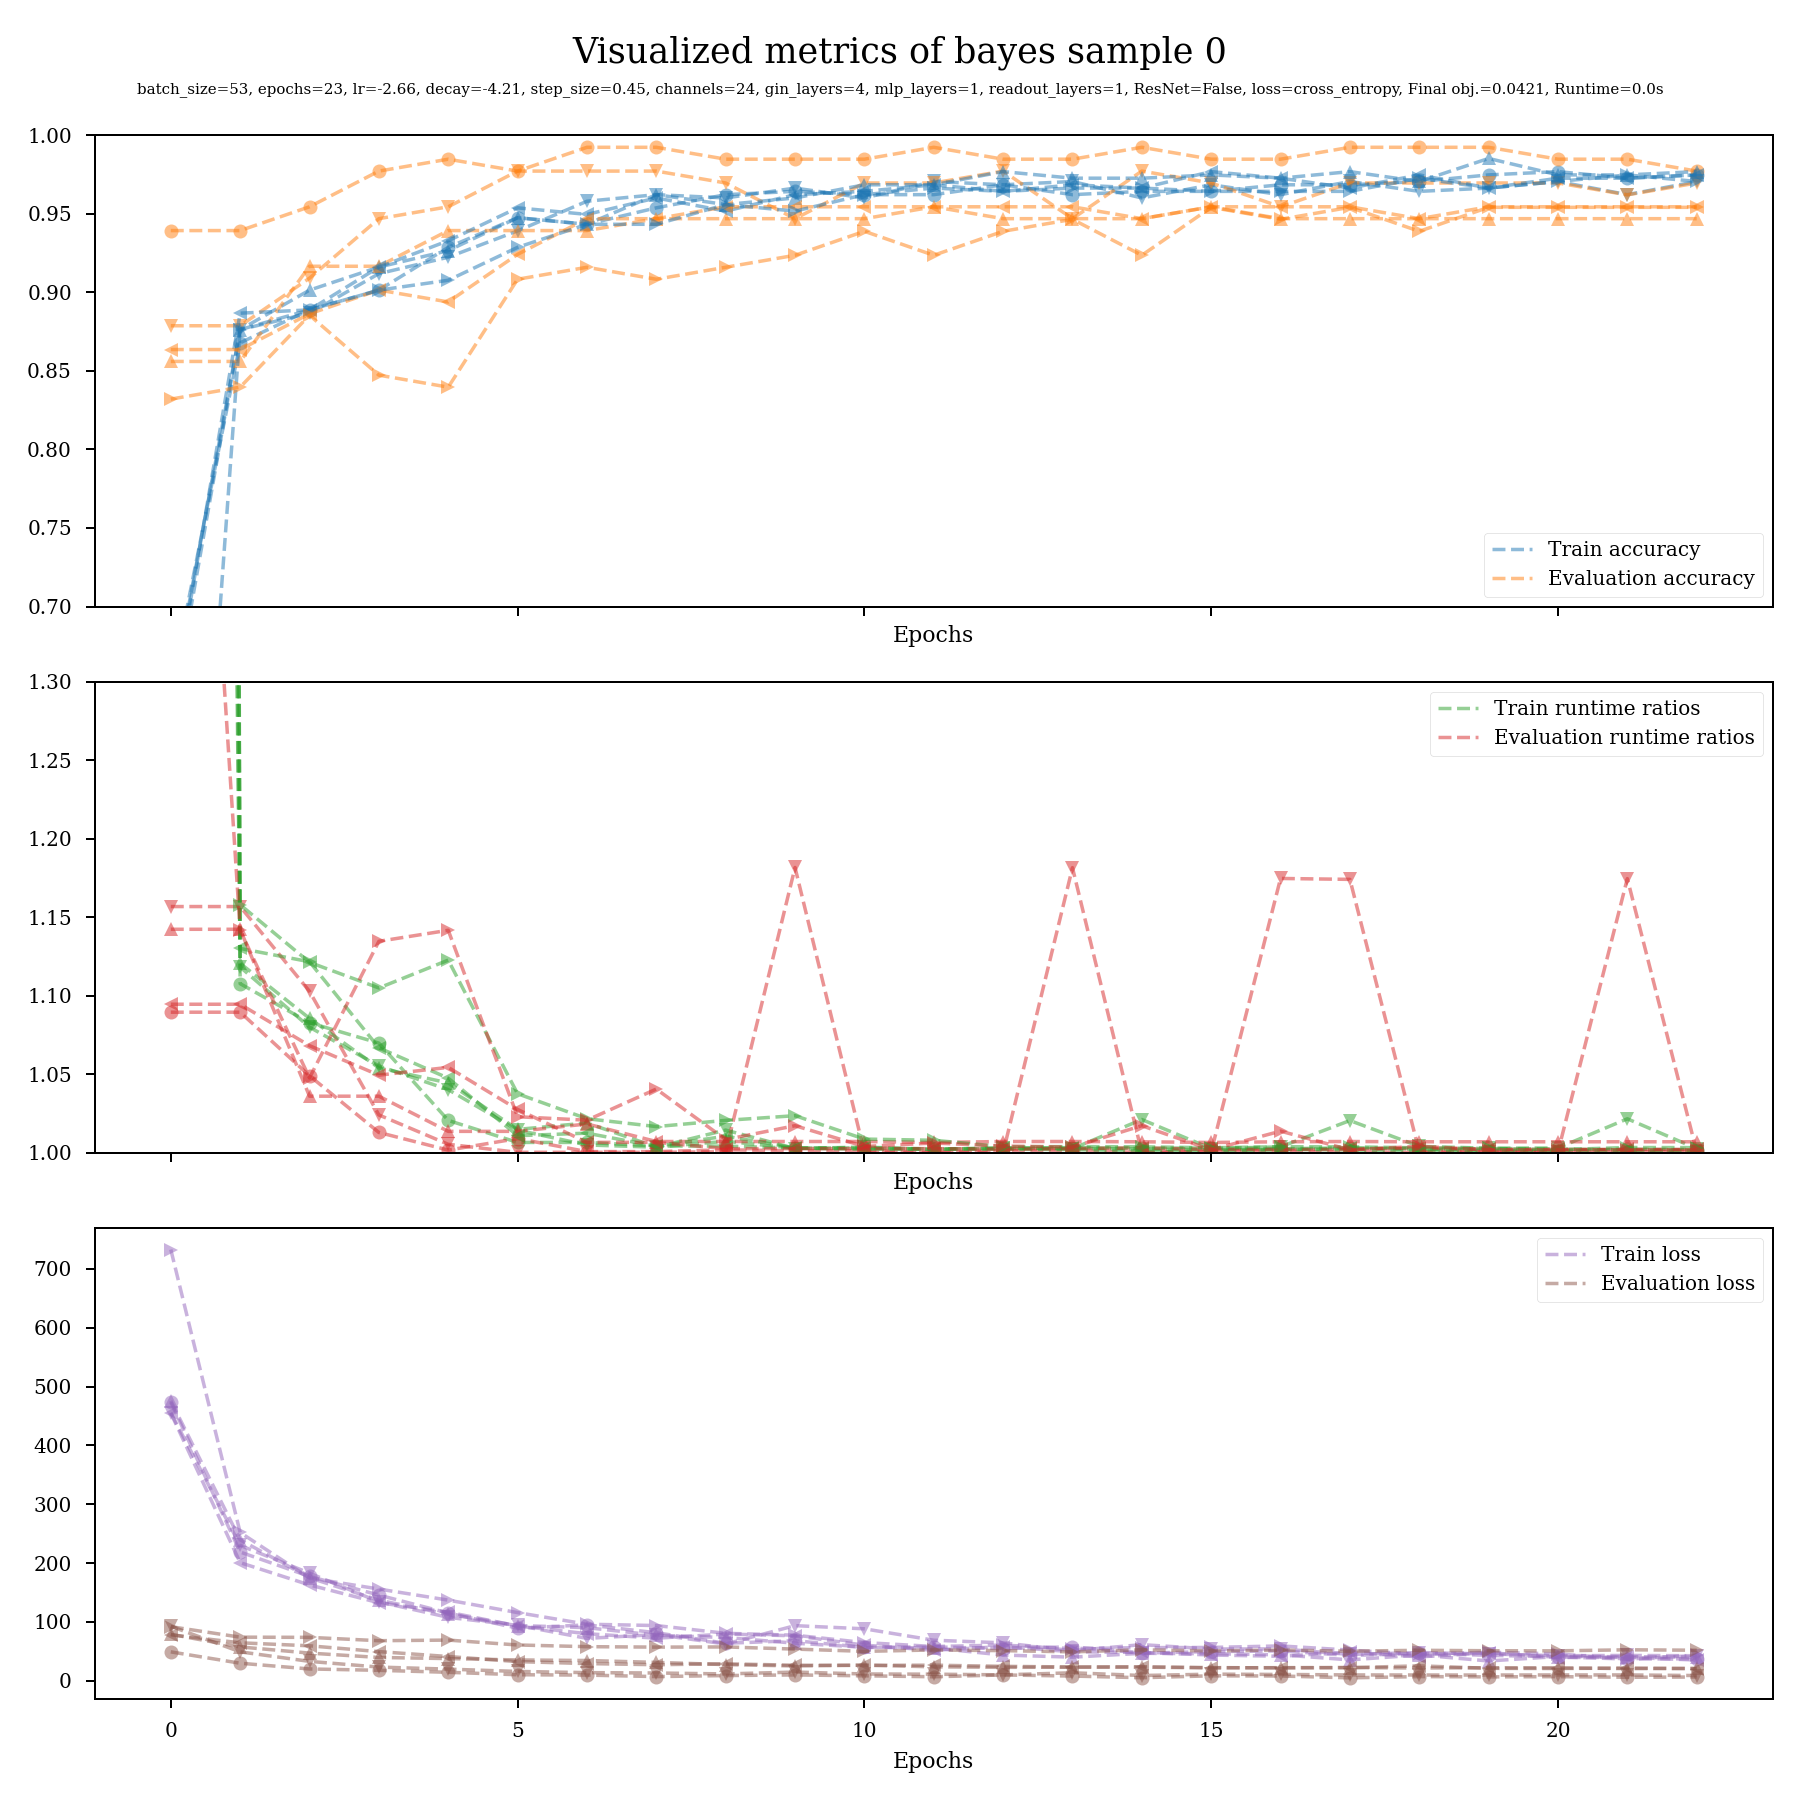 Visualized metrics of bayes sample 0
batch_size=53, epochs=23, lr=-2.66, decay=-4.21, step_size=0.45, channels=24, gin_layers=4, mlp_layers=1, readout_layers=1, ResNet=False, loss=cross_entropy, Final obj.=0.0421, Runtime=0.0s
1.00
0.95
0.90
0.85
0.80
0.75
0.70
Train accuracy
Evaluation accuracy
Epochs
1.30
1.25
1.20
1.15
1.10
1.05
1.00
Train runtime ratios
Evaluation runtime ratios
Epochs
700
600
500
400
300
200
100
0
Train loss
Evaluation loss
0 5 10 15 20
Epochs